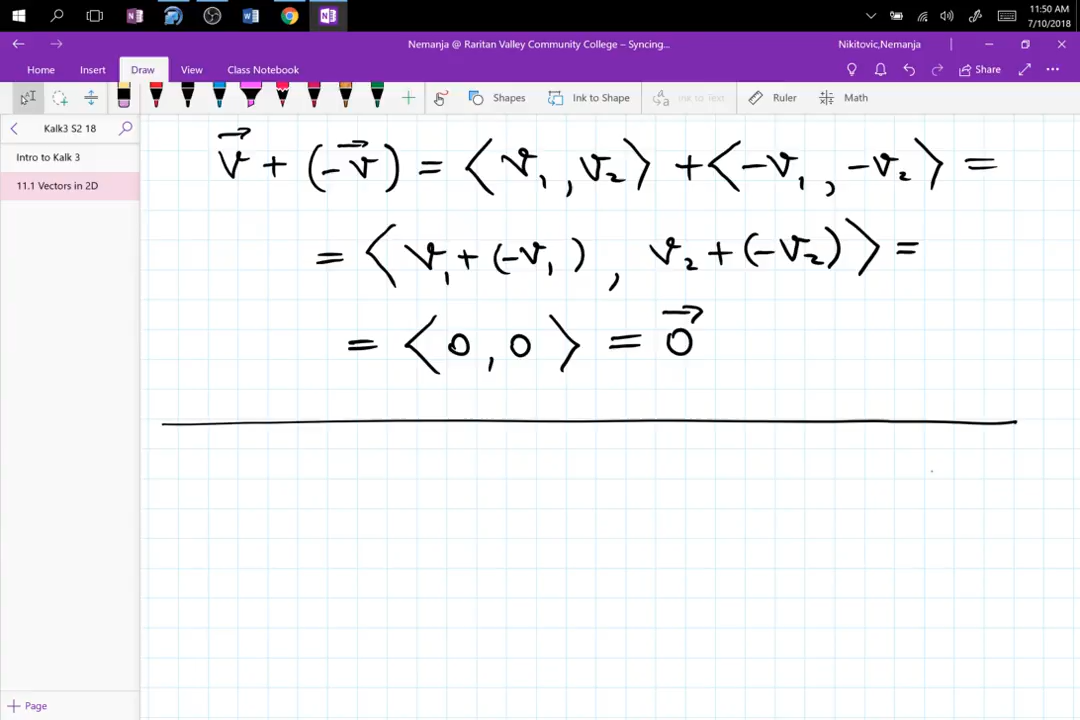 11:50 AM
7/10/2018
Nemanja @ Raritan Valley Community College – Syncing...
Nikitovic,Nemanja
Home Insert Draw View Class Notebook
Share
Shapes Ink to Shape Ink to Text Ruler Math
Kalk3 S2 18
Intro to Kalk 3
11.1 Vectors in 2D
v⃗ + (-v⃗) = ⟨v₁, v₂⟩ + ⟨-v₁, -v₂⟩ =
= ⟨v₁ + (-v₁), v₂ + (-v₂)⟩ =
= ⟨0, 0⟩ = 0⃗
+ Page